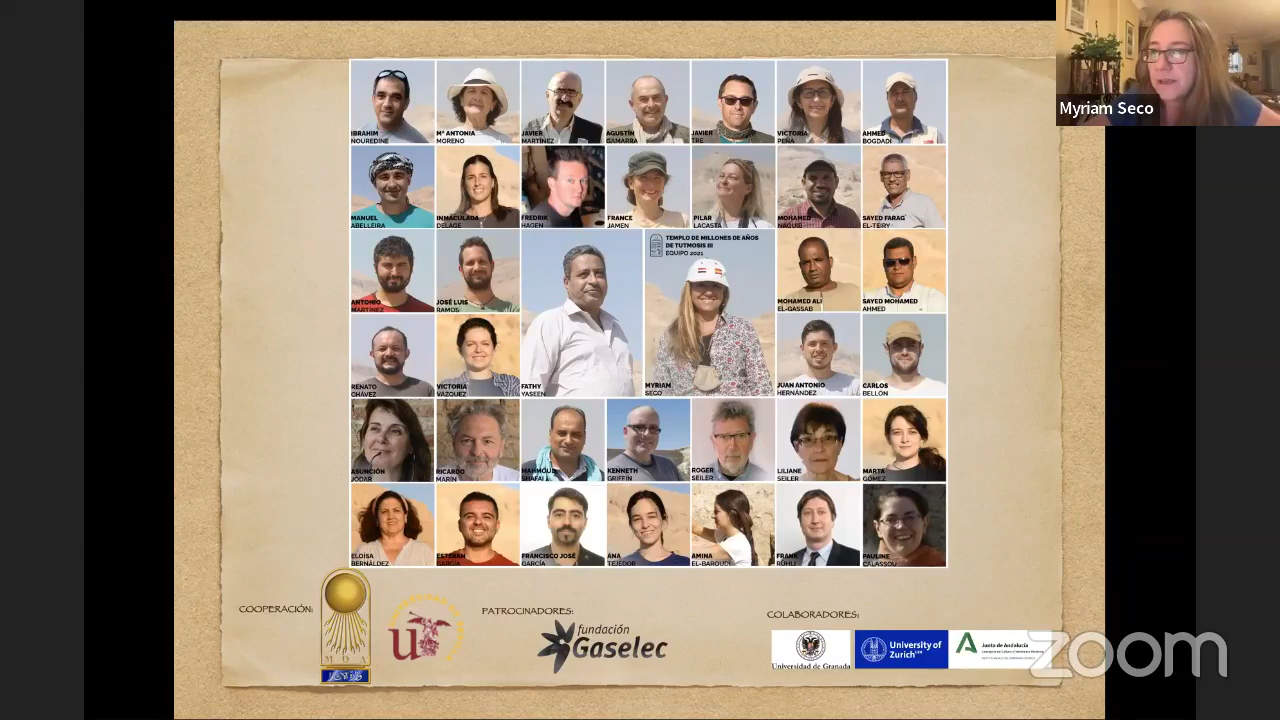 Myriam Seco
IBRAHIM
NOUREDINE
Mª ANTONIA
MORENO
JAVIER
MARTÍNEZ
AGUSTÍN
GAMARRA
JAVIER
TRE
VICTORIA
PEÑA
AHMED
BOGDADI
MANUEL
ABELLEIRA
INMACULADA
DELAGE
FREDRIK
HAGEN
FRANCE
JAMEN
PILAR
LACASTA
MOHAMED
NAGUIB
SAYED FARAG
EL-TEIRY
ANTONIO
MARTÍNEZ
JOSÉ LUIS
RAMOS
FATHY
YASEEN
TEMPLO DE MILLONES DE AÑOS
DE TUTMOSIS III
EQUIPO 2021
MYRIAM
SECO
MOHAMED ALI
EL-GASSAB
SAYED MOHAMED
AHMED
RENATO
CHÁVEZ
VICTORIA
VÁZQUEZ
JUAN ANTONIO
HERNÁNDEZ
CARLOS
BELLON
ASUNCIÓN
JÓDAR
RICARDO
MARÍN
MAHMOUD
SHAFAI
KENNETH
GRIFFIN
ROGER
SEILER
LILIANE
SEILER
MARTA
GÓMEZ
ELOÍSA
BERNÁLDEZ
ESTEBAN
GARCÍA
FRANCISCO JOSÉ
GARCÍA
ANA
TEJEDOR
AMINA
EL-BAROUDI
FRANK
RÜHLI
PAULINE
CALASSOU
COOPERACIÓN:
M D A
PATROCINADORES:
fundación
Gaselec
COLABORADORES:
Universidad de Granada
University of
Zurich
Junta de Andalucía
zoom